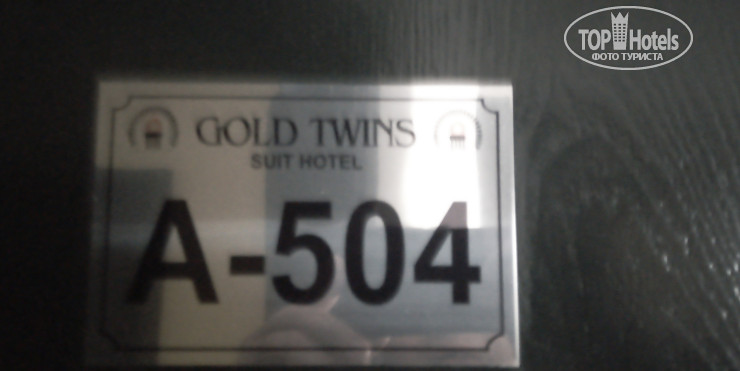 TOP Hotels
ФОТО ТУРИСТА
GOLD TWINS
SUIT HOTEL
A-504